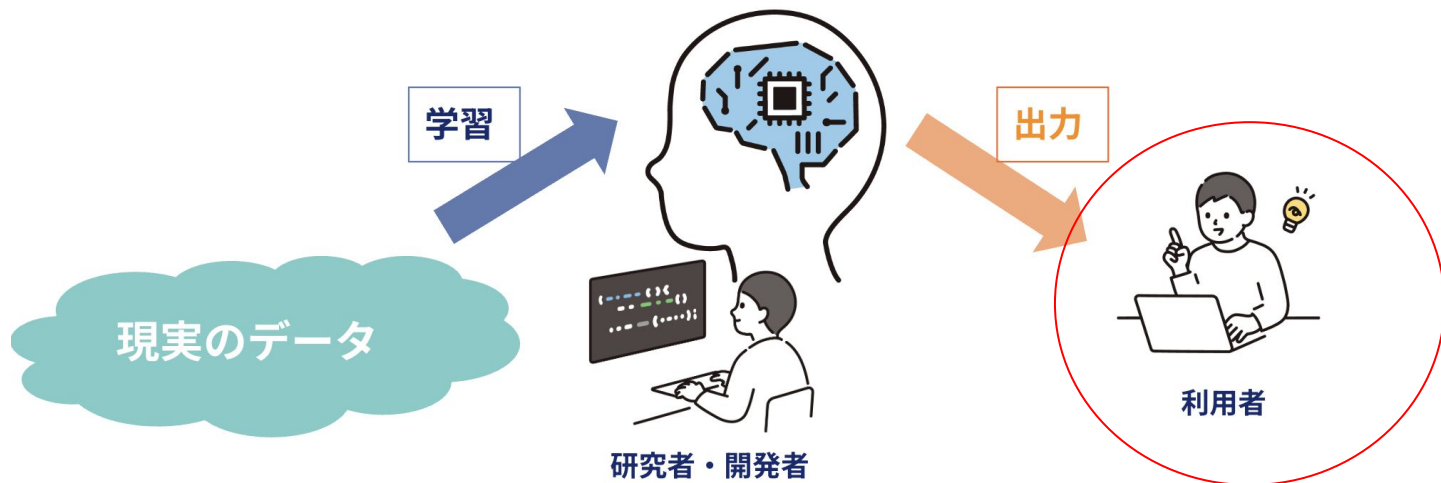 学習
出力
現実のデータ
利用者
研究者・開発者